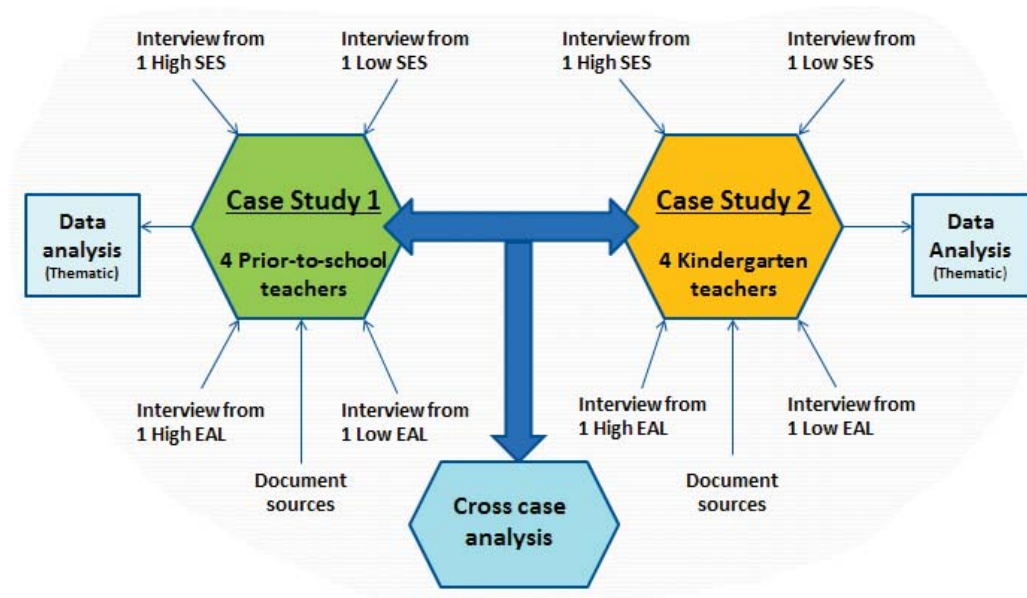 Interview from
1 High SES
Interview from
1 Low SES
Interview from
1 High SES
Interview from
1 Low SES
Data
analysis
(Thematic)
Case Study 1
4 Prior-to-school
teachers
Case Study 2
4 Kindergarten
teachers
Data
Analysis
(Thematic)
Interview from
1 High EAL
Interview from
1 Low EAL
Document
sources
Interview from
1 High EAL
Interview from
1 Low EAL
Document
sources
Cross case
analysis